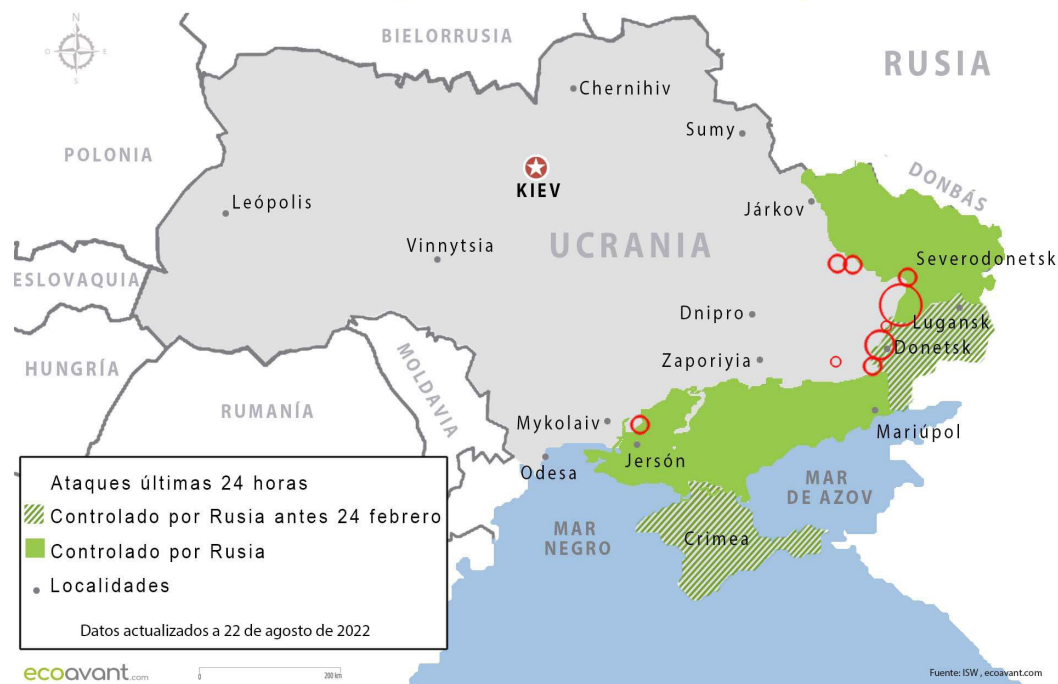 N
O
E
S
BIELORRUSIA
RUSIA
Chernihiv
Sumy
POLONIA
KIEV
DONBÁS
Leópolis
Járkov
Vinnytsia
UCRANIA
Severodonetsk
ESLOVAQUIA
Dnipro
Lugansk
Donetsk
HUNGRÍA
MOLDAVIA
Zaporiyia
RUMANÍA
Mykolaiv
Mariúpol
Odesa
Jersón
MAR
DE AZOV
MAR
NEGRO
Crimea
Ataques últimas 24 horas
Controlado por Rusia antes 24 febrero
Controlado por Rusia
Localidades
Datos actualizados a 22 de agosto de 2022
ecoavant.com
0
200 km
Fuente: ISW , ecoavant.com